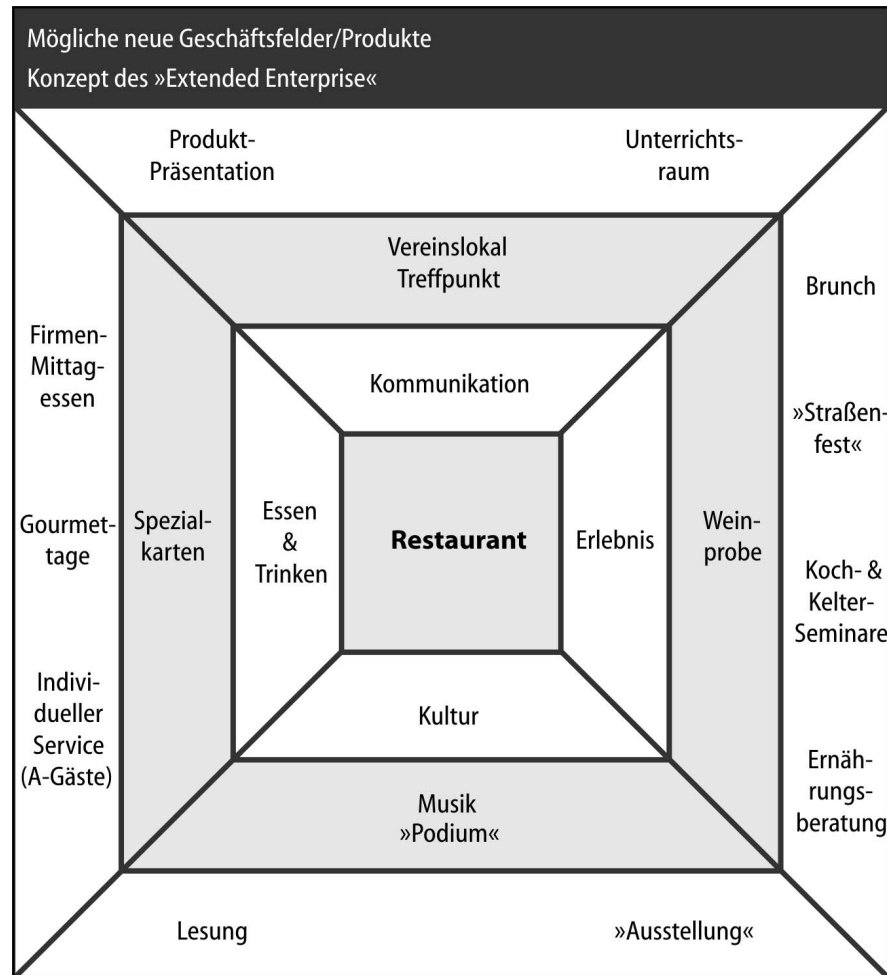 Mögliche neue Geschäftsfelder/Produkte
Konzept des »Extended Enterprise«
Produkt-
Präsentation
Unterrichts-
raum
Vereinslokal
Treffpunkt
Kommunikation
Firmen-
Mittag-
essen
Gourmet-
tage
Indivi-
dueller
Service
(A-Gäste)
Spezial-
karten
Essen
&
Trinken
Restaurant
Erlebnis
Wein-
probe
Brunch
»Straßen-
fest«
Koch- &
Kelter-
Seminare
Ernäh-
rungs-
beratung
Kultur
Musik
»Podium«
Lesung
»Ausstellung«